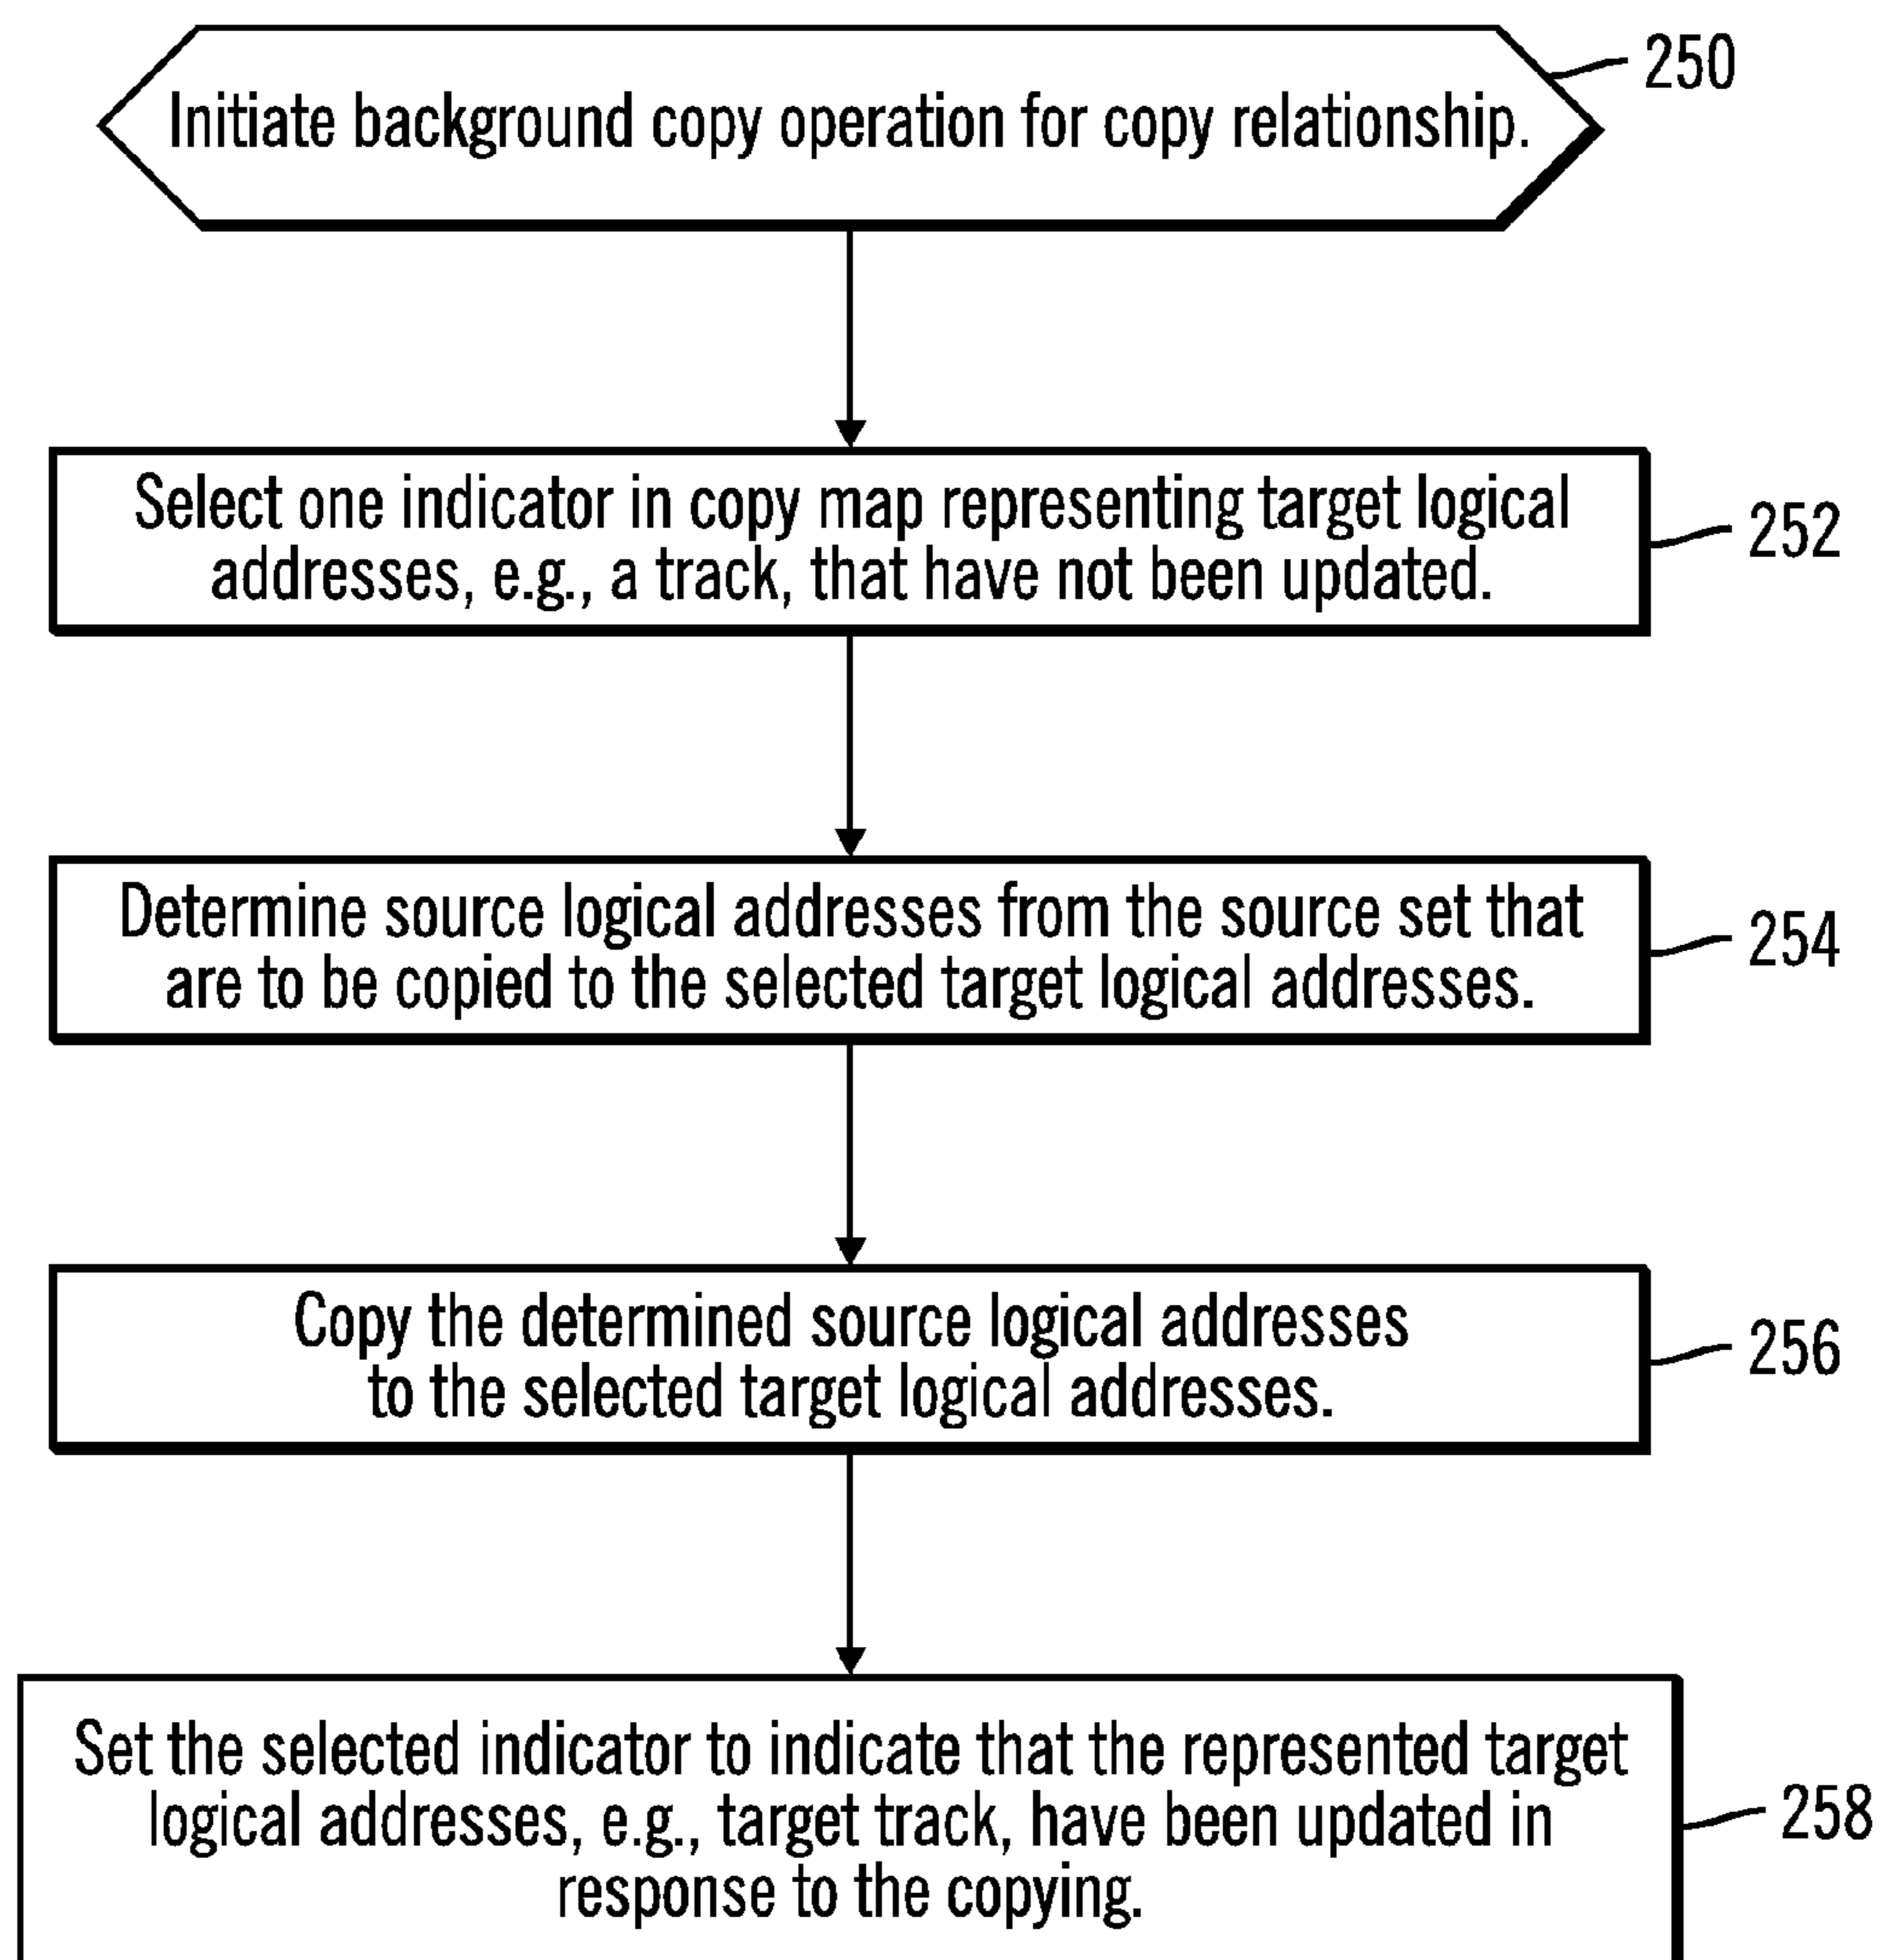 Initiate background copy operation for copy relationship.
250
Select one indicator in copy map representing target logical
addresses, e.g., a track, that have not been updated.
252
Determine source logical addresses from the source set that
are to be copied to the selected target logical addresses.
254
Copy the determined source logical addresses
to the selected target logical addresses.
256
Set the selected indicator to indicate that the represented target
logical addresses, e.g., target track, have been updated in
response to the copying.
258